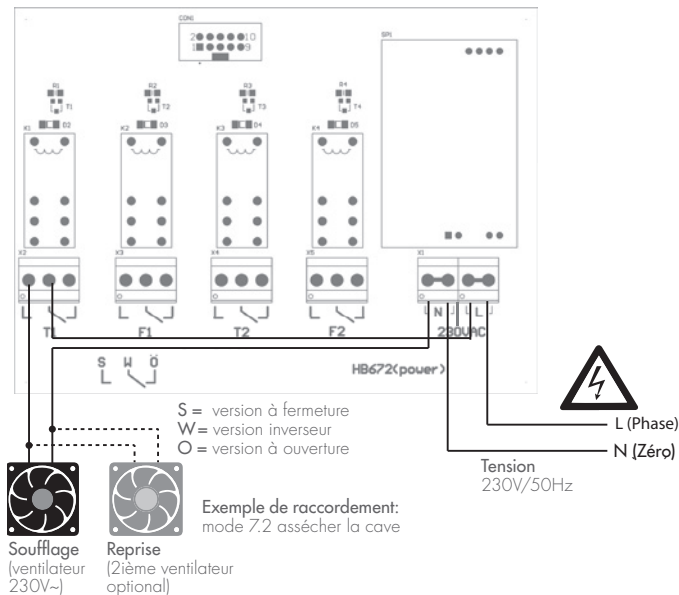 CON1
2 10
1 9
SP1
R1 R2 R3 R4
T1 T2 T3 T4
K1 D2 K2 D3 K3 D4 K4 D5
X2 X3 X4 X5 X1
N L
T1 F1 T2 F2 230VAC
S W Ö
HB672(power)
S = version à fermeture
W = version inverseur
O = version à ouverture
L (Phase)
N (Zéro)
Tension
230V/50Hz
Exemple de raccordement:
mode 7.2 assécher la cave
Soufflage
(ventilateur
230V~)
Reprise
(2ième ventilateur
optional)